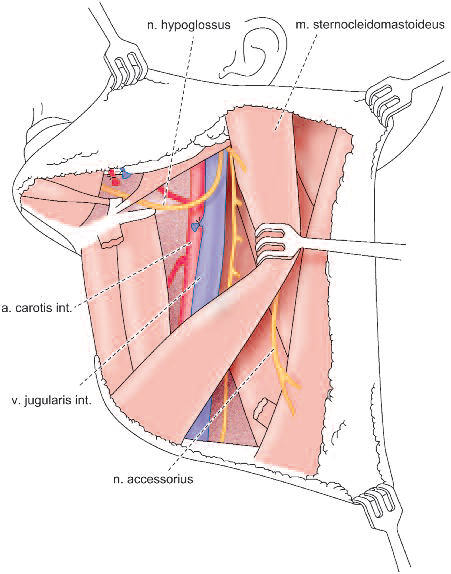 n. hypoglossus
m. sternocleidomastoideus
a. carotis int.
v. jugularis int.
n. accessorius